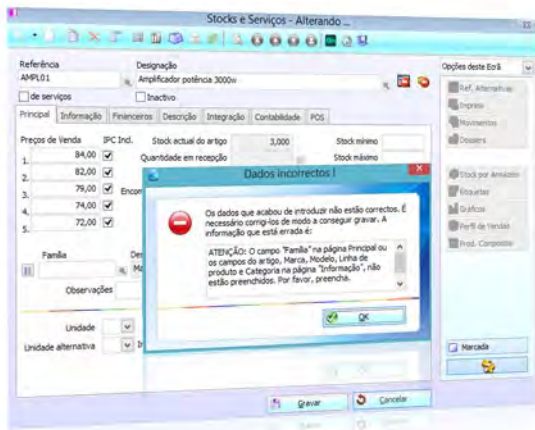 Stocks e Serviços - Alterando ...
Referência
Designação
Opções deste Ecrã
AMPL01
Amplificador potência 3000w
de serviços
Inactivo
Ref. Alternativas
Imprimir
Movimentos
Dossiers
Principal Informação Financeiros Descrição Integração Contabilidade POS
Preços de Venda IPC Ind. Stock actual do artigo 3,000 Stock mínimo
1. 84,00 Quantidade em recepção Stock máximo
2. 82,00
3. 79,00
4. 74,00
5. 72,00
Dados incorrectos !
Os dados que acabou de introduzir não estão correctos. É
necessário corrigi-los de modo a conseguir gravar. A
informação que está errada é:
ATENÇÃO: O campo "Família" na página Principal ou
os campos do artigo, Marca, Modelo, Linha de
produto e Categoria na página "Informação", não
estão preenchidos. Por favor, preencha.
OK
Stock por Armazém
Etiquetas
Gráficos
Perfil de Vendas
Prod. Compostos
Família
Observações
Unidade
Unidade alternativa
Marcada
Gravar
Cancelar